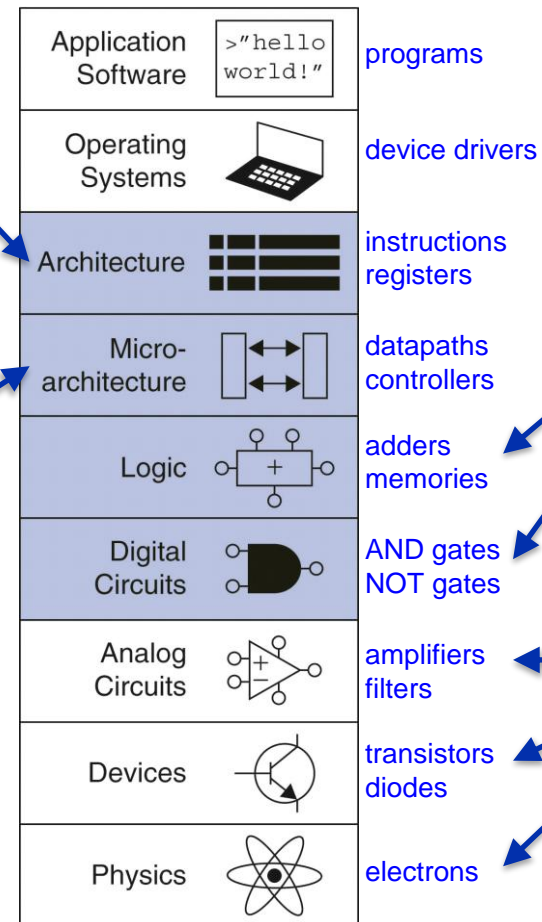 Application
Software
>"hello
world!"
programs
Operating
Systems
device drivers
Architecture
instructions
registers
Micro-
architecture
datapaths
controllers
Logic
+
adders
memories
Digital
Circuits
AND gates
NOT gates
Analog
Circuits
+
−
amplifiers
filters
Devices
transistors
diodes
Physics
electrons